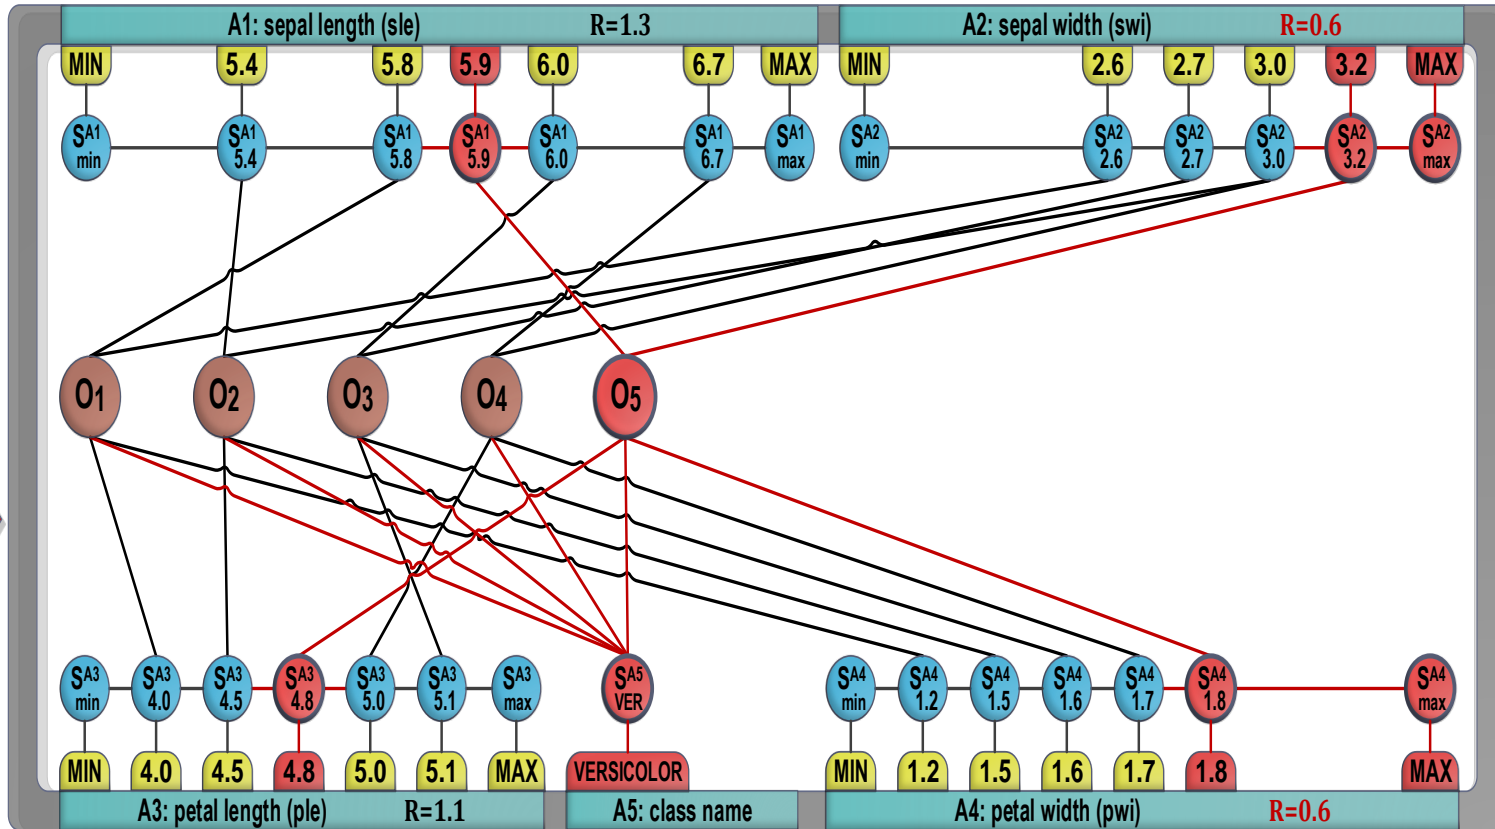 A1: sepal length (sle) R=1.3
A2: sepal width (swi) R=0.6
MIN 5.4 5.8 5.9 6.0 6.7 MAX
MIN 2.6 2.7 3.0 3.2 MAX
SA1 min SA1 5.4 SA1 5.8 SA1 5.9 SA1 6.0 SA1 6.7 SA1 max
SA2 min SA2 2.6 SA2 2.7 SA2 3.0 SA2 3.2 SA2 max
O1 O2 O3 O4 O5
SA3 min SA3 4.0 SA3 4.5 SA3 4.8 SA3 5.0 SA3 5.1 SA3 max
SA5 VER
SA4 min SA4 1.2 SA4 1.5 SA4 1.6 SA4 1.7 SA4 1.8 SA4 max
MIN 4.0 4.5 4.8 5.0 5.1 MAX
VERSICOLOR
MIN 1.2 1.5 1.6 1.7 1.8 MAX
A3: petal length (ple) R=1.1
A5: class name
A4: petal width (pwi) R=0.6